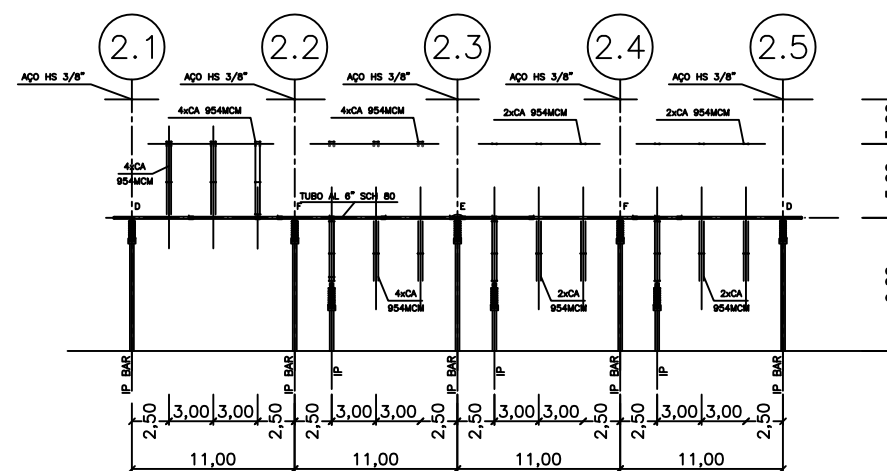 2.1 2.2 2.3 2.4 2.5
AÇO HS 3/8" AÇO HS 3/8" AÇO HS 3/8" AÇO HS 3/8" AÇO HS 3/8"
4xCA 954MCM 4xCA 954MCM 2xCA 954MCM 2xCA 954MCM
4xCA
954MCM
TUBO AL 6" SCH 80
D F E F D
4xCA 2xCA 2xCA
954MCM 954MCM 954MCM
IP BAR IP BAR IP IP BAR IP BAR IP IP BAR
2,50 3,00 3,00 2,50 2,50 3,00 3,00 2,50 2,50 3,00 3,00 2,50 2,50 3,00 3,00 2,50
11,00 11,00 11,00 11,00